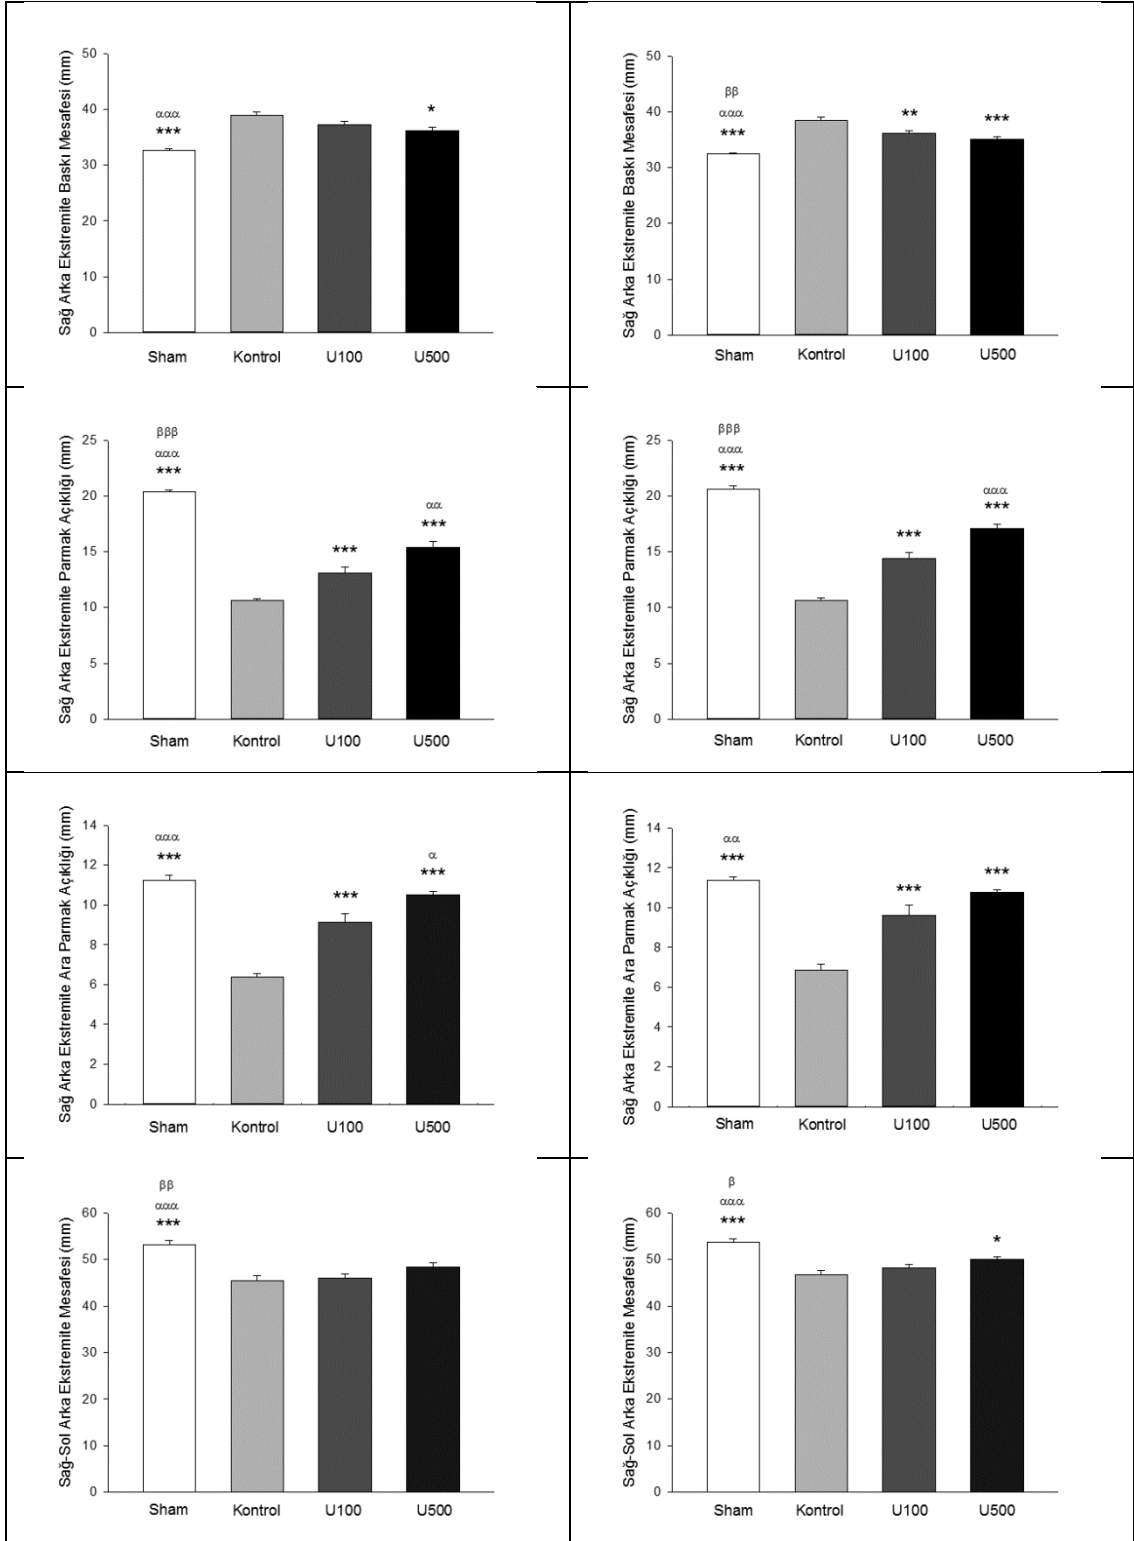 Sağ Arka Ekstremite Baskı Mesafesi (mm)
50
40
30
20
10
0
ααα
***
*
Sham Kontrol U100 U500
Sağ Arka Ekstremite Baskı Mesafesi (mm)
50
40
30
20
10
0
ββ
ααα
***
**
***
Sham Kontrol U100 U500
Sağ Arka Ekstremite Parmak Açıklığı (mm)
25
20
15
10
5
0
βββ
ααα
***
***
αα
***
Sham Kontrol U100 U500
Sağ Arka Ekstremite Parmak Açıklığı (mm)
25
20
15
10
5
0
βββ
ααα
***
***
ααα
***
Sham Kontrol U100 U500
Sağ Arka Ekstremite Ara Parmak Açıklığı (mm)
14
12
10
8
6
4
2
0
ααα
***
***
α
***
Sham Kontrol U100 U500
Sağ Arka Ekstremite Ara Parmak Açıklığı (mm)
14
12
10
8
6
4
2
0
αα
***
***
***
Sham Kontrol U100 U500
Sağ-Sol Arka Ekstremite Mesafesi (mm)
60
50
40
30
20
10
0
ββ
ααα
***
Sham Kontrol U100 U500
Sağ-Sol Arka Ekstremite Mesafesi (mm)
60
50
40
30
20
10
0
β
ααα
***
*
Sham Kontrol U100 U500